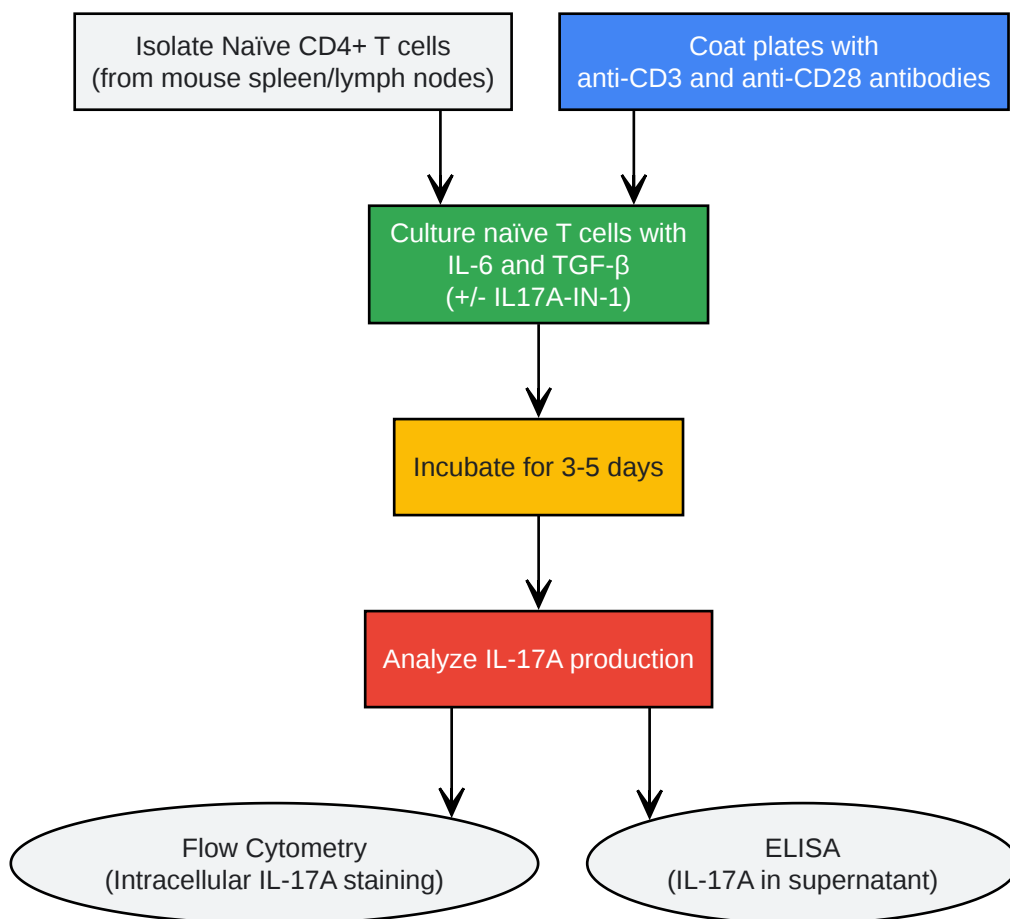 Isolate Naïve CD4+ T cells
(from mouse spleen/lymph nodes)
Coat plates with
anti-CD3 and anti-CD28 antibodies
Culture naïve T cells with
IL-6 and TGF-β
(+/- IL17A-IN-1)
Incubate for 3-5 days
Analyze IL-17A production
Flow Cytometry
(Intracellular IL-17A staining)
ELISA
(IL-17A in supernatant)